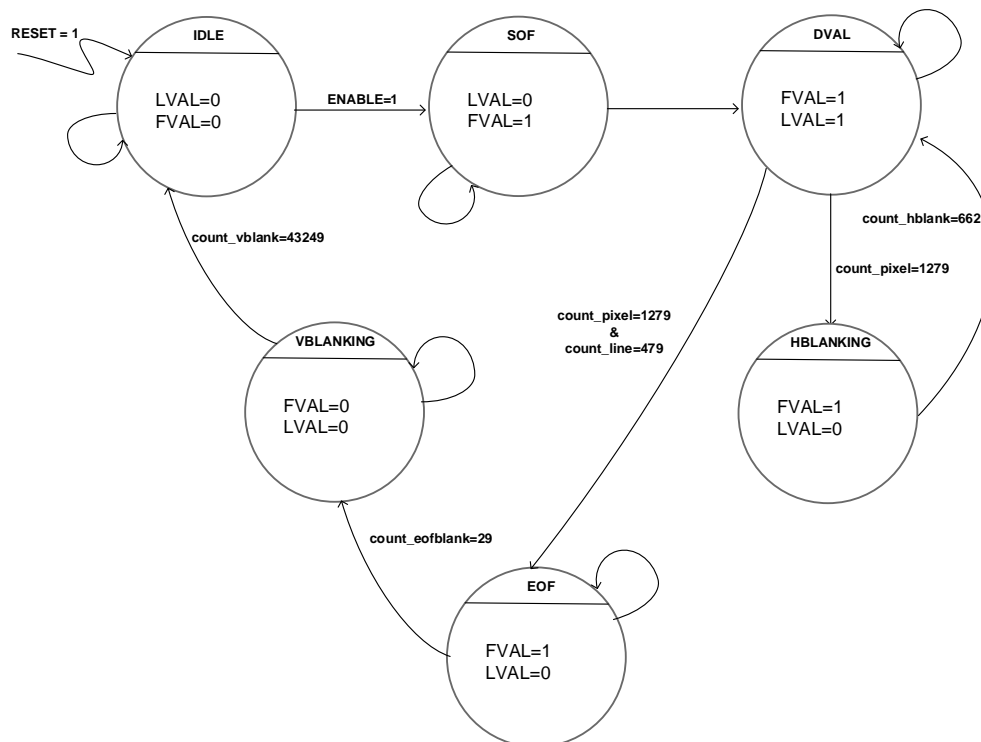 RESET = 1
IDLE
LVAL=0
FVAL=0
ENABLE=1
SOF
LVAL=0
FVAL=1
DVAL
FVAL=1
LVAL=1
count_hblank=662
count_pixel=1279
count_vblank=43249
count_pixel=1279
&
count_line=479
VBLANKING
FVAL=0
LVAL=0
HBLANKING
FVAL=1
LVAL=0
count_eofblank=29
EOF
FVAL=1
LVAL=0